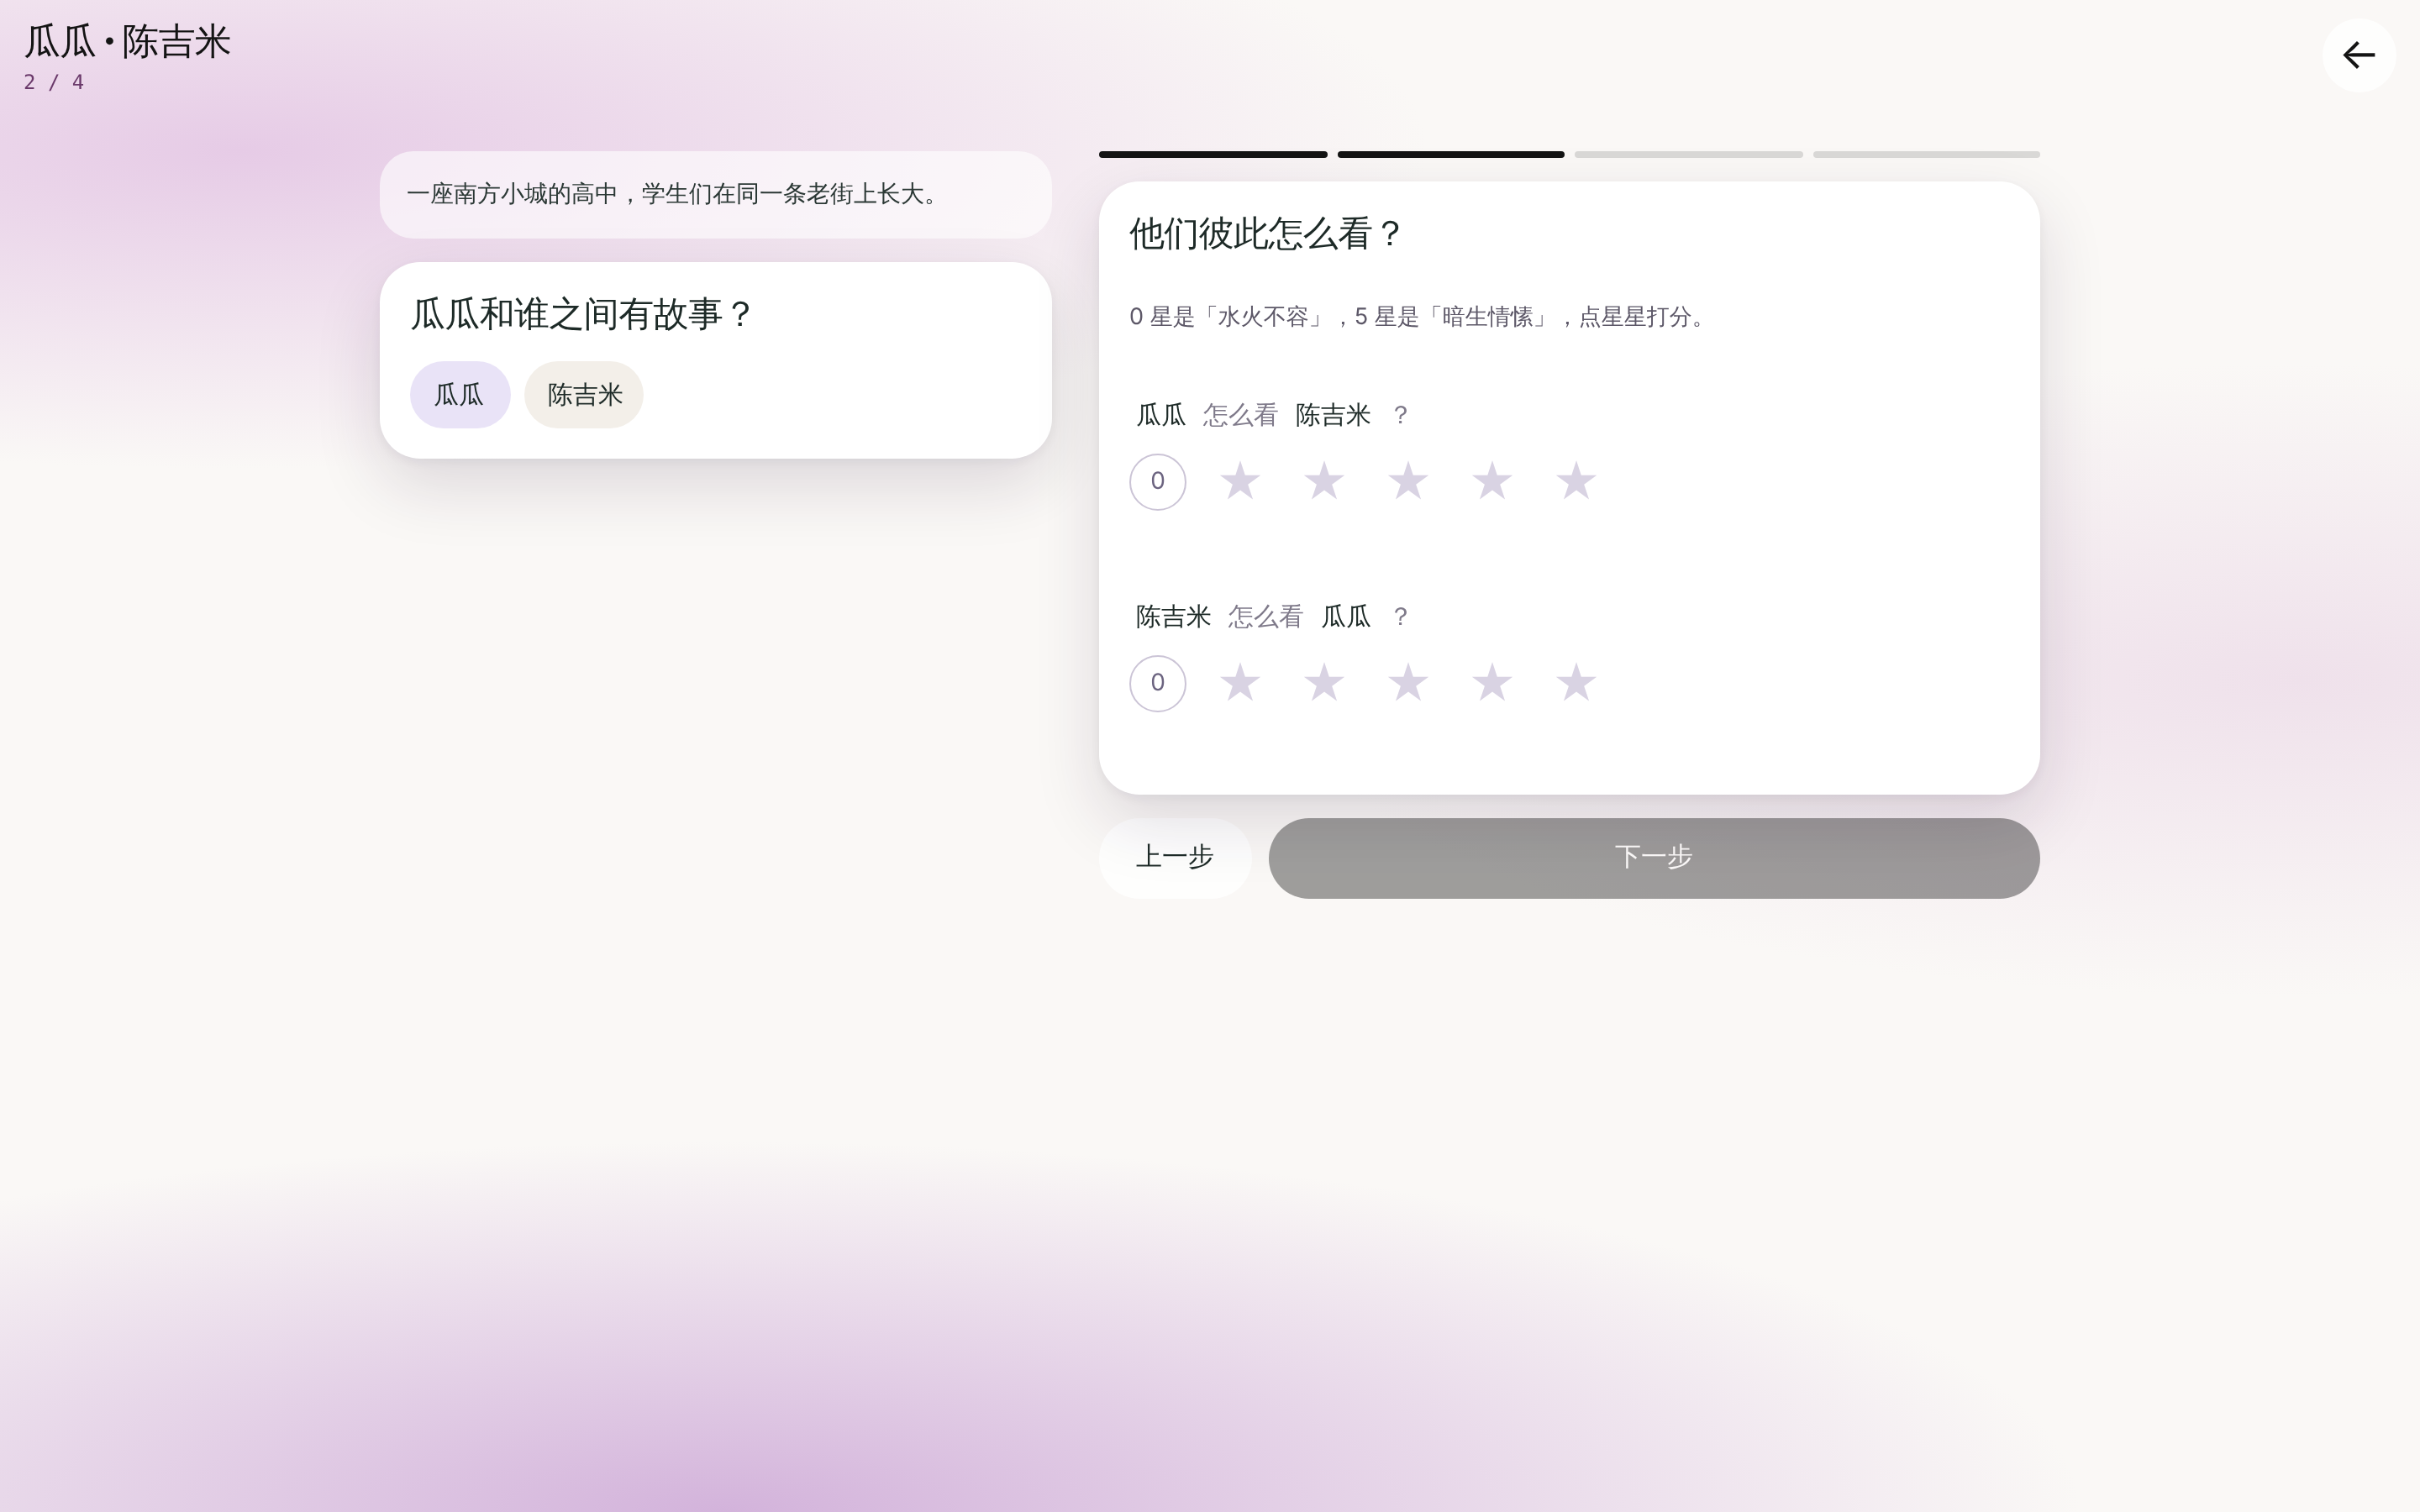 瓜瓜·陈吉米
2 / 4
一座南方小城的高中，学生们在同一条老街上长大。
瓜瓜和谁之间有故事？
瓜瓜 陈吉米
他们彼此怎么看？
0 星是「水火不容」，5 星是「暗生情愫」，点星星打分。
瓜瓜 怎么看 陈吉米 ？
0 ★ ★ ★ ★ ★
陈吉米 怎么看 瓜瓜 ？
0 ★ ★ ★ ★ ★
上一步 下一步